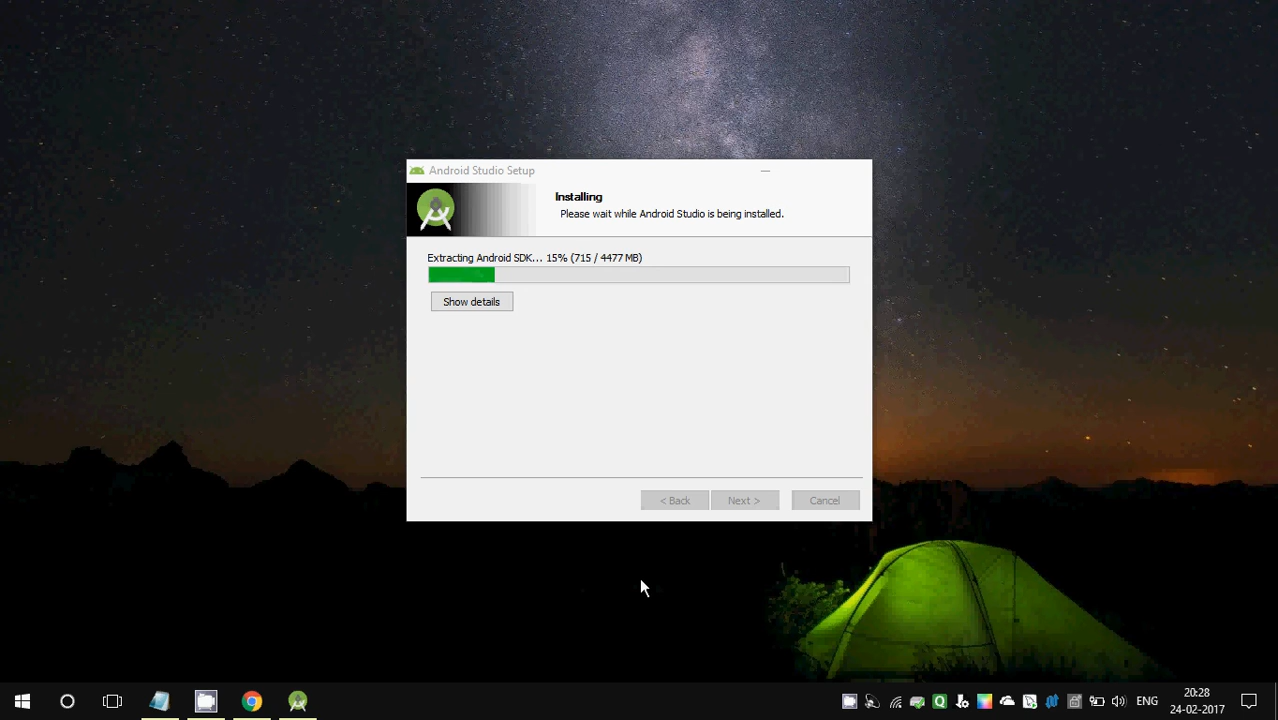 Android Studio Setup
Installing
Please wait while Android Studio is being installed.
Extracting Android SDK... 15% (715 / 4477 MB)
Show details
< Back
Next >
Cancel
ENG
20:28
24-02-2017